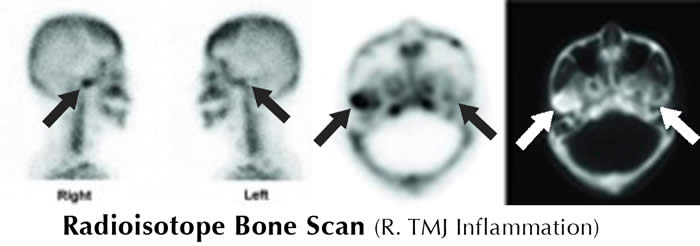 Right
Left
Radioisotope Bone Scan (R. TMJ Inflammation)